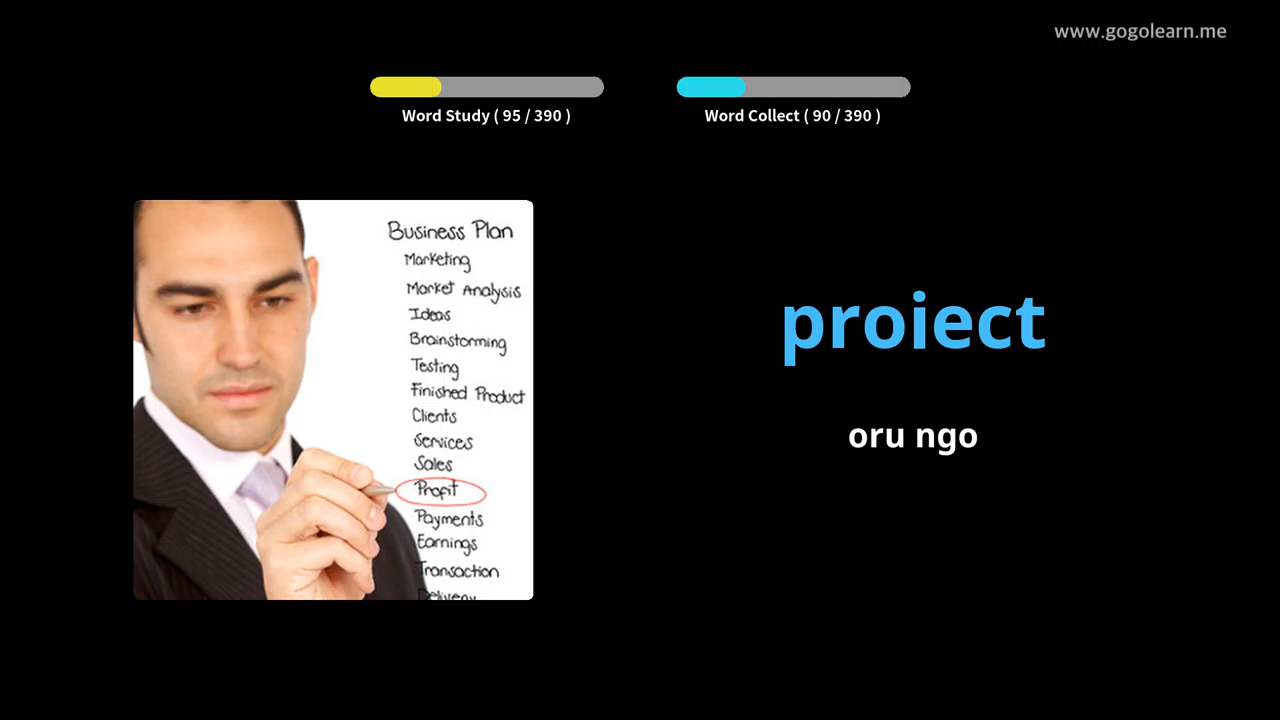 www.gogolearn.me
Word Study ( 95 / 390 )
Word Collect ( 90 / 390 )
Business Plan
Marketing
Market Analysis
Ideas
Brainstorming
Testing
Finished Product
Clients
Services
Sales
Profit
Payments
Earnings
Transaction
Delivery
proiect
oru ngo